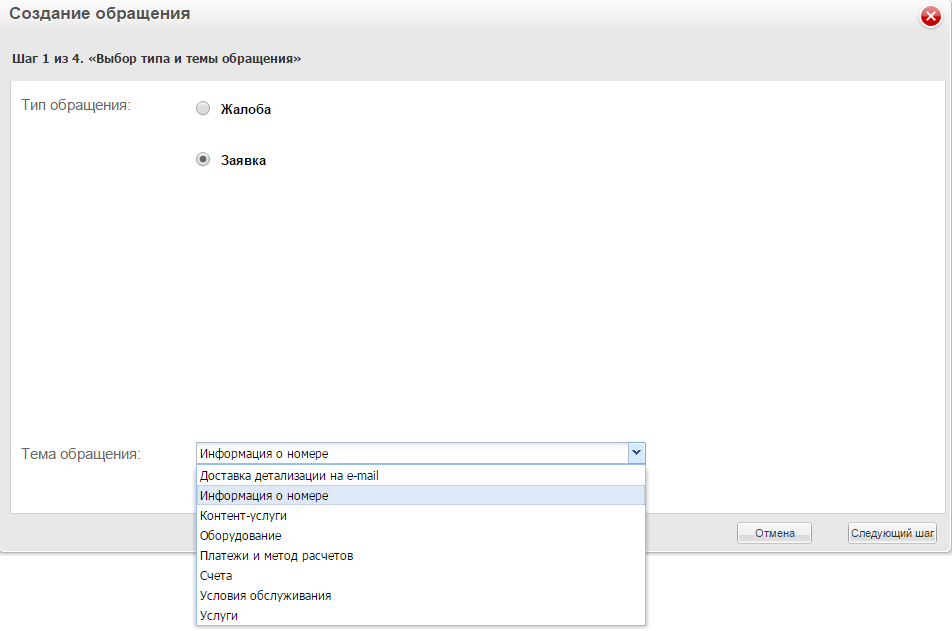 Создание обращения
Шаг 1 из 4. «Выбор типа и темы обращения»
Тип обращения:
Жалоба
Заявка
Тема обращения:
Информация о номере
Доставка детализации на e-mail
Информация о номере
Контент-услуги
Оборудование
Платежи и метод расчетов
Счета
Условия обслуживания
Услуги
Отмена
Следующий шаг